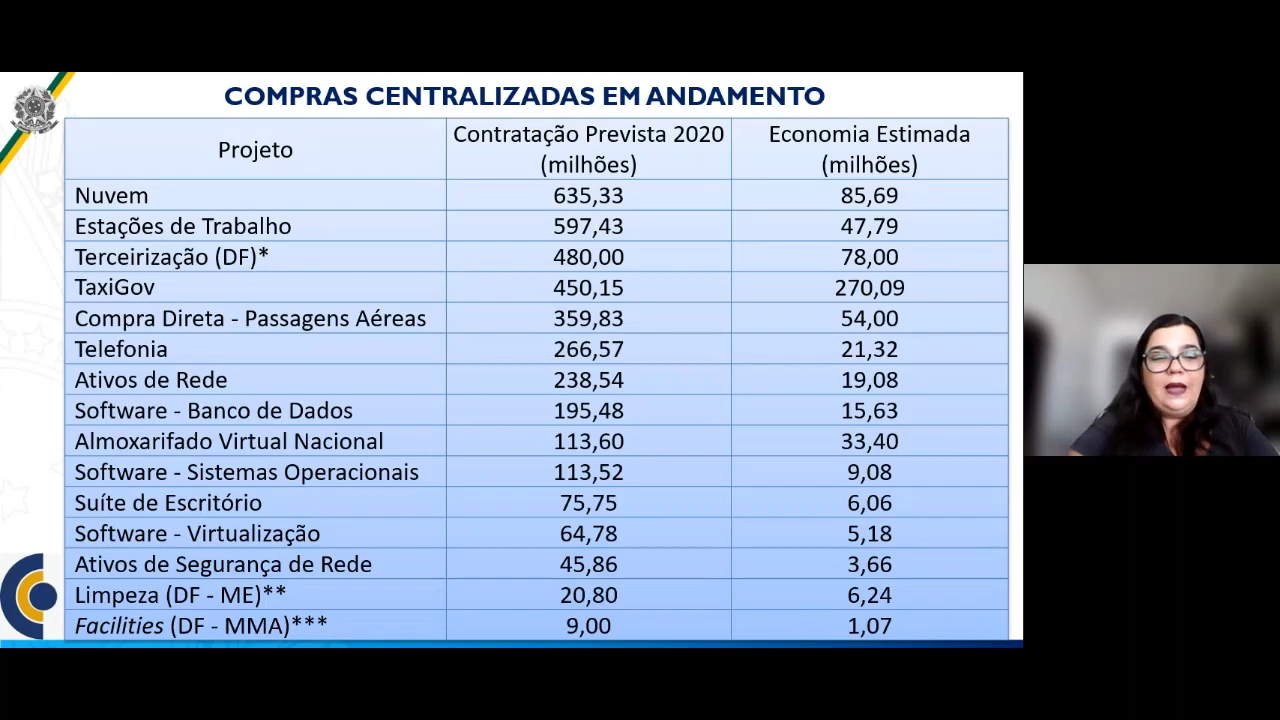 COMPRAS CENTRALIZADAS EM ANDAMENTO
Projeto
Contratação Prevista 2020
(milhões)
Economia Estimada
(milhões)
Nuvem 635,33 85,69
Estações de Trabalho 597,43 47,79
Terceirização (DF)* 480,00 78,00
TaxiGov 450,15 270,09
Compra Direta - Passagens Aéreas 359,83 54,00
Telefonia 266,57 21,32
Ativos de Rede 238,54 19,08
Software - Banco de Dados 195,48 15,63
Almoxarifado Virtual Nacional 113,60 33,40
Software - Sistemas Operacionais 113,52 9,08
Suíte de Escritório 75,75 6,06
Software - Virtualização 64,78 5,18
Ativos de Segurança de Rede 45,86 3,66
Limpeza (DF - ME)** 20,80 6,24
Facilities (DF - MMA)*** 9,00 1,07